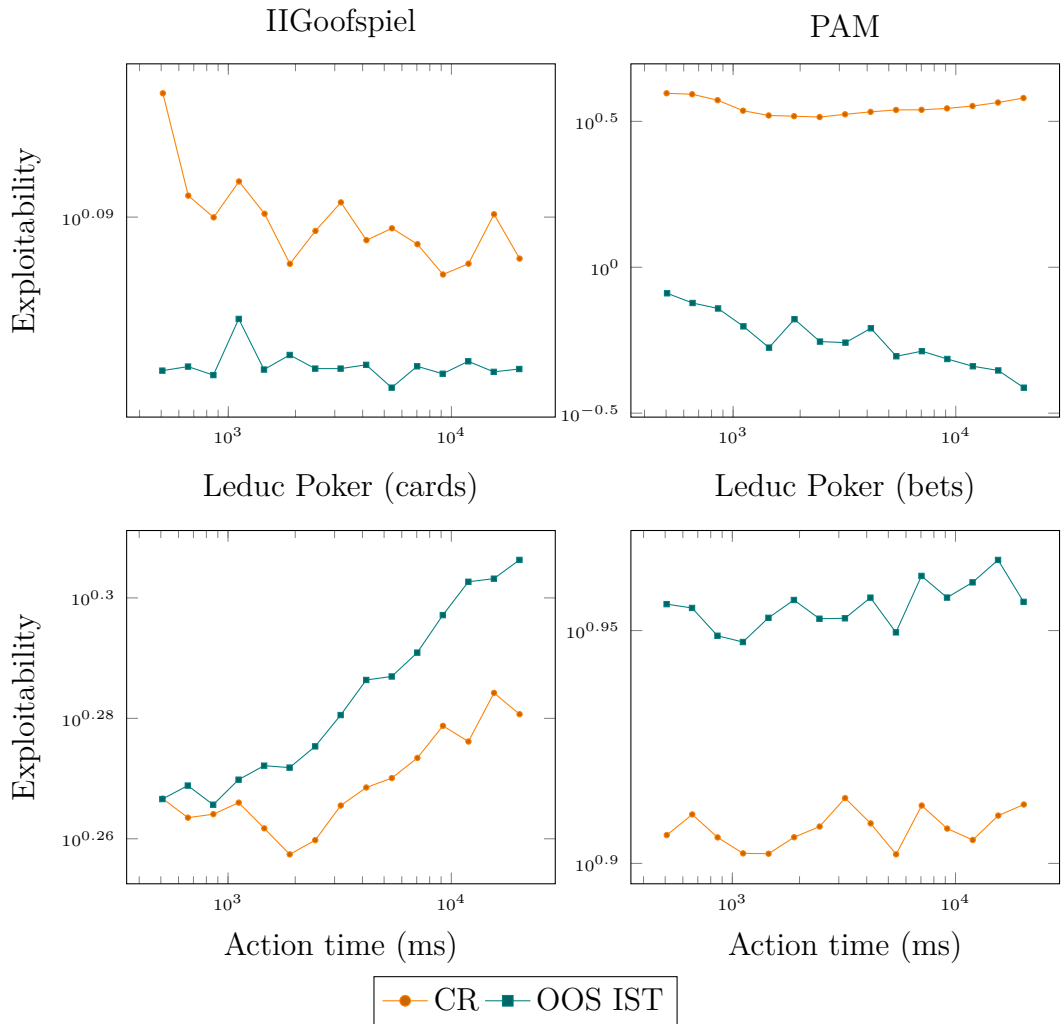 IIGoofspiel
PAM
Exploitability
10^0.09
10^3
10^4
10^0.5
10^0
10^−0.5
10^3
10^4
Leduc Poker (cards)
Leduc Poker (bets)
Exploitability
10^0.3
10^0.28
10^0.26
10^3
10^4
10^0.95
10^0.9
10^3
10^4
Action time (ms)
Action time (ms)
CR OOS IST